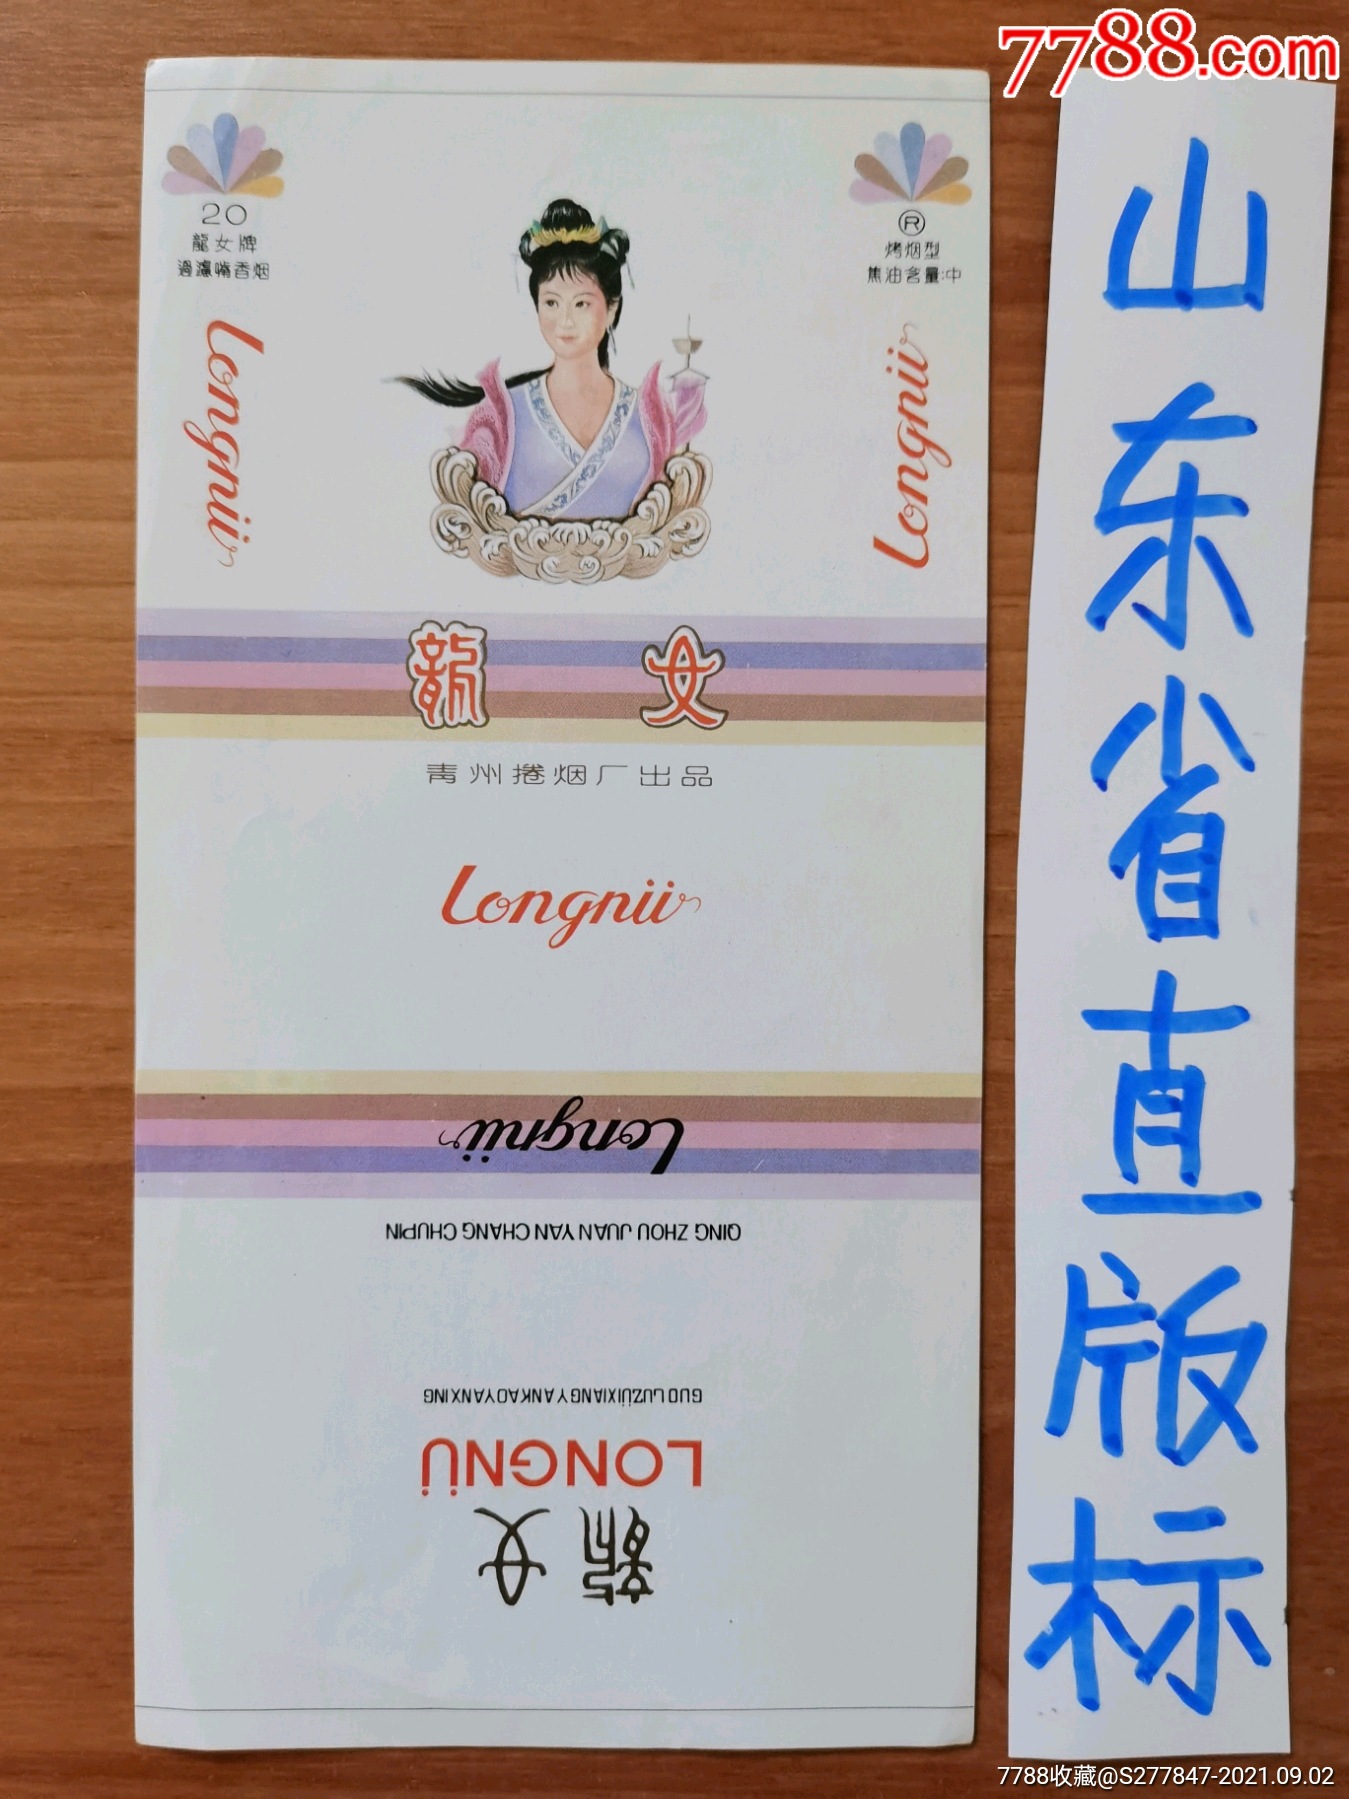 7788.com
20
龍女牌
過濾嘴香烟
Longnü
®
烤烟型
焦油含量:中
Longnü
龍女
青州捲烟厂出品
Longnü
Longnü
QING ZHOU JUAN YAN CHANG CHUPIN
GUO LUZÜIXIANGYANKAOYANXING
LONGNÜ
龍女
山东省直版标
7788收藏@S277847-2021.09.02